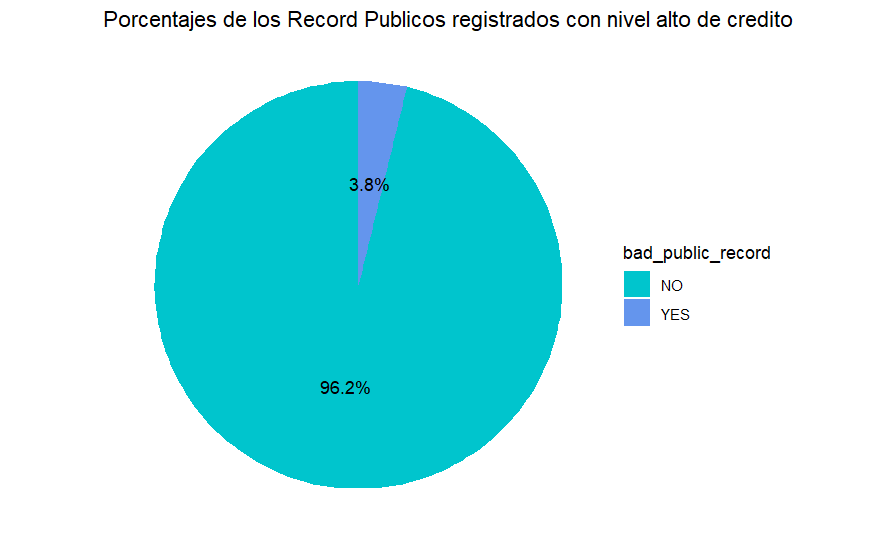 Porcentajes de los Record Publicos registrados con nivel alto de credito
3.8%
96.2%
bad_public_record
NO
YES